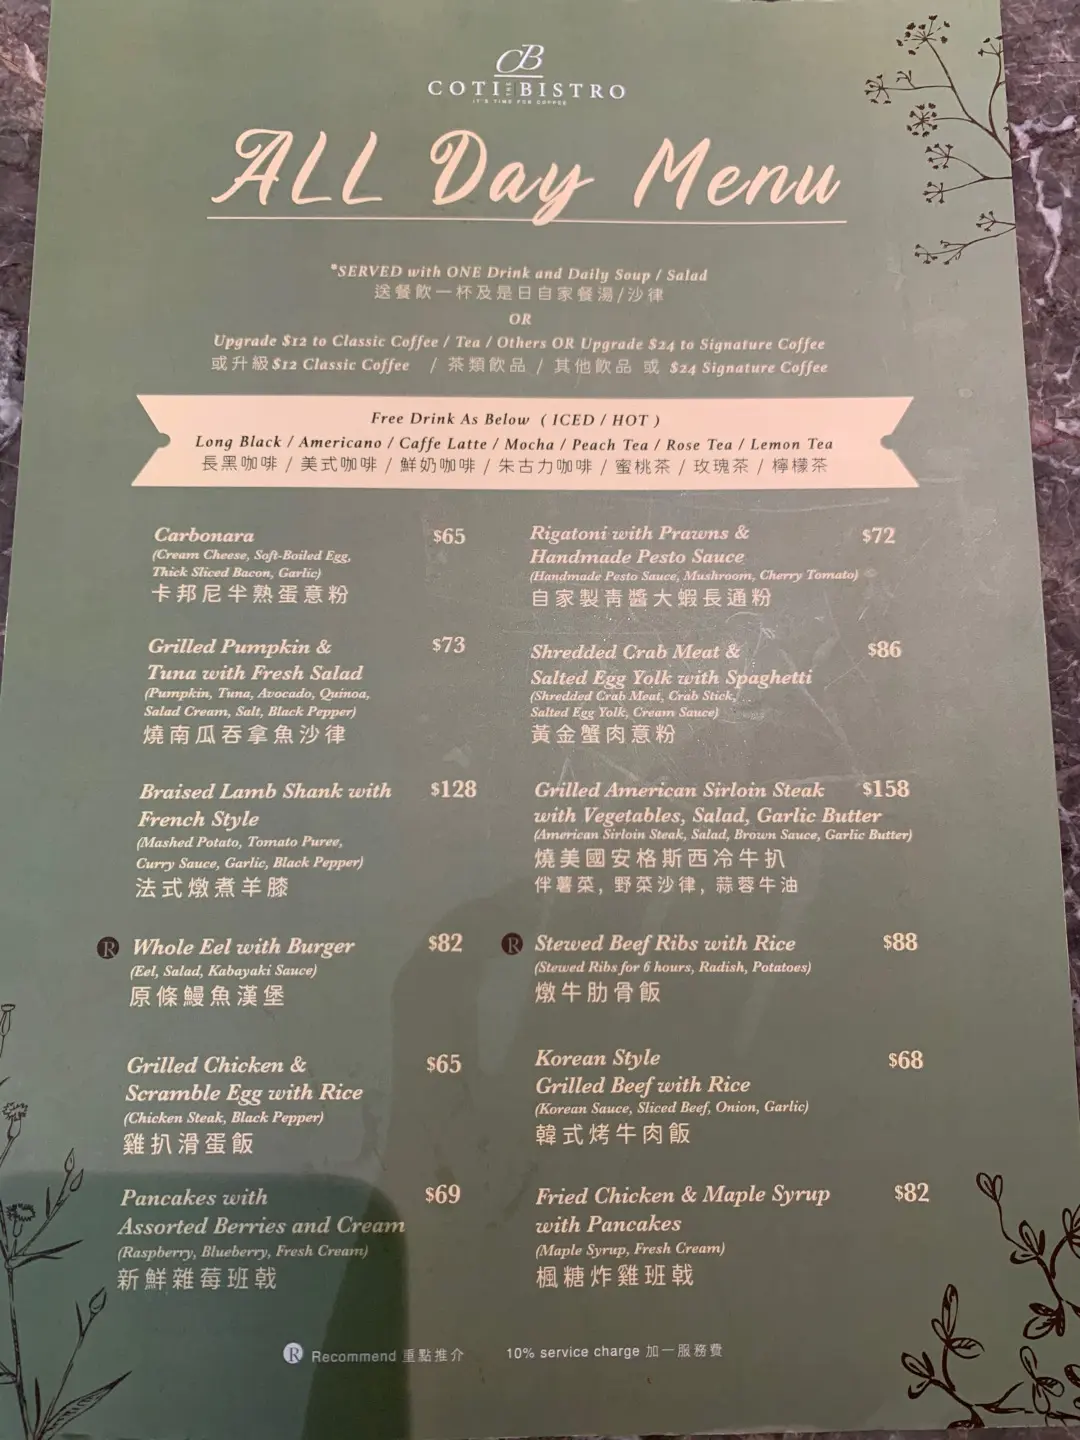 CB
COTI THE BISTRO
IT'S TIME FOR COFFEE
ALL Day Menu
*SERVED with ONE Drink and Daily Soup / Salad
送餐飲一杯及是日自家餐湯/沙律
OR
Upgrade $12 to Classic Coffee / Tea / Others OR Upgrade $24 to Signature Coffee
或升級$12 Classic Coffee / 茶類飲品 / 其他飲品 或 $24 Signature Coffee
Free Drink As Below ( ICED / HOT )
Long Black / Americano / Caffe Latte / Mocha / Peach Tea / Rose Tea / Lemon Tea
長黑咖啡 / 美式咖啡 / 鮮奶咖啡 / 朱古力咖啡 / 蜜桃茶 / 玫瑰茶 / 檸檬茶
Carbonara $65
(Cream Cheese, Soft-Boiled Egg,
Thick Sliced Bacon, Garlic)
卡邦尼半熟蛋意粉
Rigatoni with Prawns & $72
Handmade Pesto Sauce
(Handmade Pesto Sauce, Mushroom, Cherry Tomato)
自家製青醬大蝦長通粉
Grilled Pumpkin & $73
Tuna with Fresh Salad
(Pumpkin, Tuna, Avocado, Quinoa,
Salad Cream, Salt, Black Pepper)
燒南瓜吞拿魚沙律
Shredded Crab Meat & $86
Salted Egg Yolk with Spaghetti
(Shredded Crab Meat, Crab Stick,
Salted Egg Yolk, Cream Sauce)
黃金蟹肉意粉
Braised Lamb Shank with $128
French Style
(Mashed Potato, Tomato Puree,
Curry Sauce, Garlic, Black Pepper)
法式燉煮羊膝
Grilled American Sirloin Steak $158
with Vegetables, Salad, Garlic Butter
(American Sirloin Steak, Salad, Brown Sauce, Garlic Butter)
燒美國安格斯西冷牛扒
伴薯菜, 野菜沙律, 蒜蓉牛油
R Whole Eel with Burger $82
(Eel, Salad, Kabayaki Sauce)
原條鰻魚漢堡
R Stewed Beef Ribs with Rice $88
(Stewed Ribs for 6 hours, Radish, Potatoes)
燉牛肋骨飯
Grilled Chicken & $65
Scramble Egg with Rice
(Chicken Steak, Black Pepper)
雞扒滑蛋飯
Korean Style $68
Grilled Beef with Rice
(Korean Sauce, Sliced Beef, Onion, Garlic)
韓式烤牛肉飯
Pancakes with $69
Assorted Berries and Cream
(Raspberry, Blueberry, Fresh Cream)
新鮮雜莓班戟
Fried Chicken & Maple Syrup $82
with Pancakes
(Maple Syrup, Fresh Cream)
楓糖炸雞班戟
R Recommend 重點推介 10% service charge 加一服務費